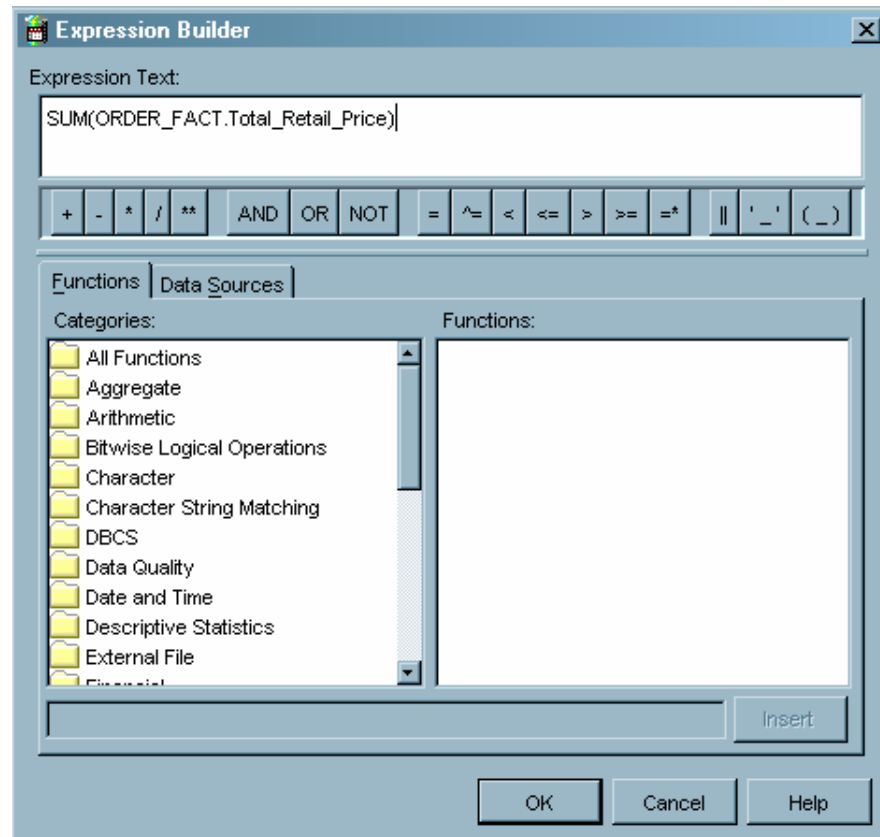 Expression Builder
Expression Text:
SUM(ORDER_FACT.Total_Retail_Price)
+ - * / ** AND OR NOT = ^= < <= > >= =* || '_' (_)
Functions Data Sources
Categories:
Functions:
All Functions
Aggregate
Arithmetic
Bitwise Logical Operations
Character
Character String Matching
DBCS
Data Quality
Date and Time
Descriptive Statistics
External File
Financial
Insert
OK Cancel Help